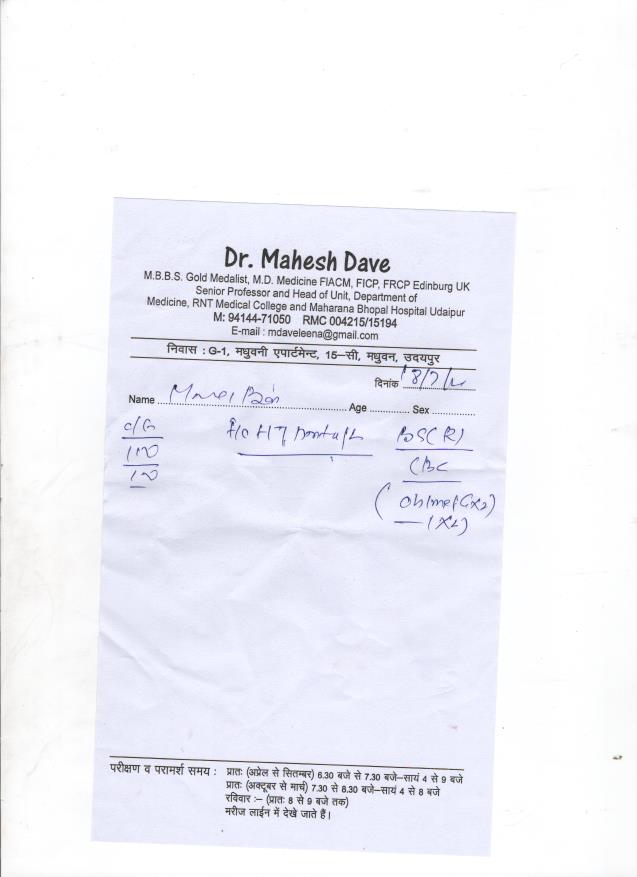 Dr. Mahesh Dave
M.B.B.S. Gold Medalist, M.D. Medicine FIACM, FICP, FRCP Edinburg UK
Senior Professor and Head of Unit, Department of
Medicine, RNT Medical College and Maharana Bhopal Hospital Udaipur
M: 94144-71050 RMC 004215/15194
E-mail : mdaveleena@gmail.com
निवास : G-1, मधुवनी एपार्टमेन्ट, 15–सी, मधुवन, उदयपुर
दिनांक
Name Age Sex
BS(R)
100
CBC
परीक्षण व परामर्श समय : प्रातः (अप्रेल से सितम्बर) 6.30 बजे से 7.30 बजे–सायं 4 से 9 बजे
प्रातः (अक्टूबर से मार्च) 7.30 से 8.30 बजे–सायं 4 से 8 बजे
रविवार :– (प्रातः 8 से 9 बजे तक)
मरीज लाईन में देखे जाते हैं।